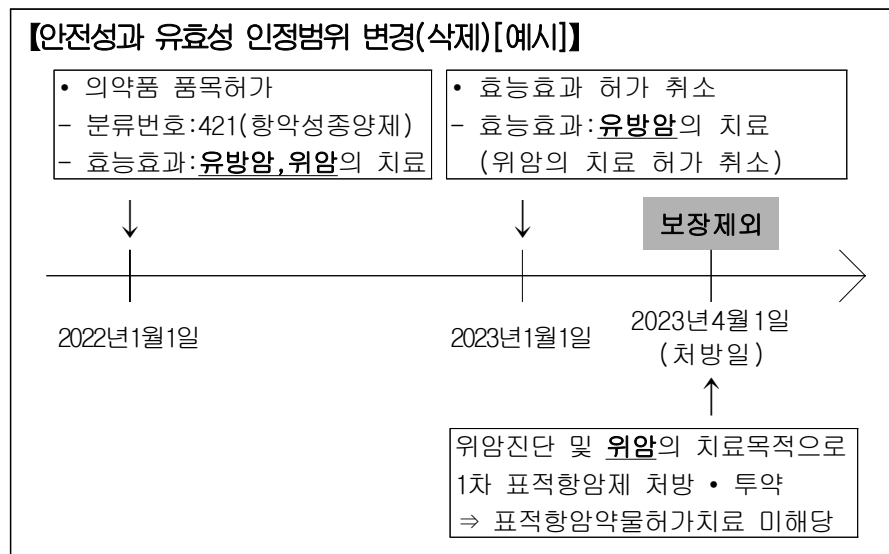 【안전성과 유효성 인정범위 변경(삭제)[예시]】
• 의약품 품목허가
- 분류번호:421(항악성종양제)
- 효능효과:유방암,위암의 치료
• 효능효과 허가 취소
- 효능효과:유방암의 치료
(위암의 치료 허가 취소)
보장제외
2022년1월1일
2023년1월1일
2023년4월1일
(처방일)
위암진단 및 위암의 치료목적으로
1차 표적항암제 처방 • 투약
⇒ 표적항암약물허가치료 미해당